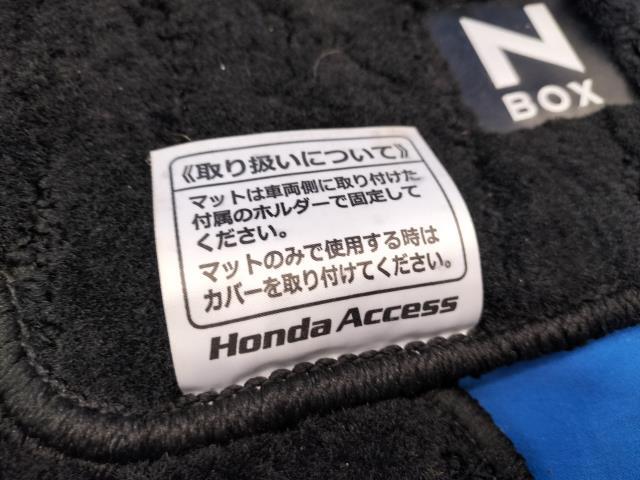 N
BOX
《取り扱いについて》
マットは車両側に取り付けた
付属のホルダーで固定して
ください。
マットのみで使用する時は
カバーを取り付けてください。
Honda Access